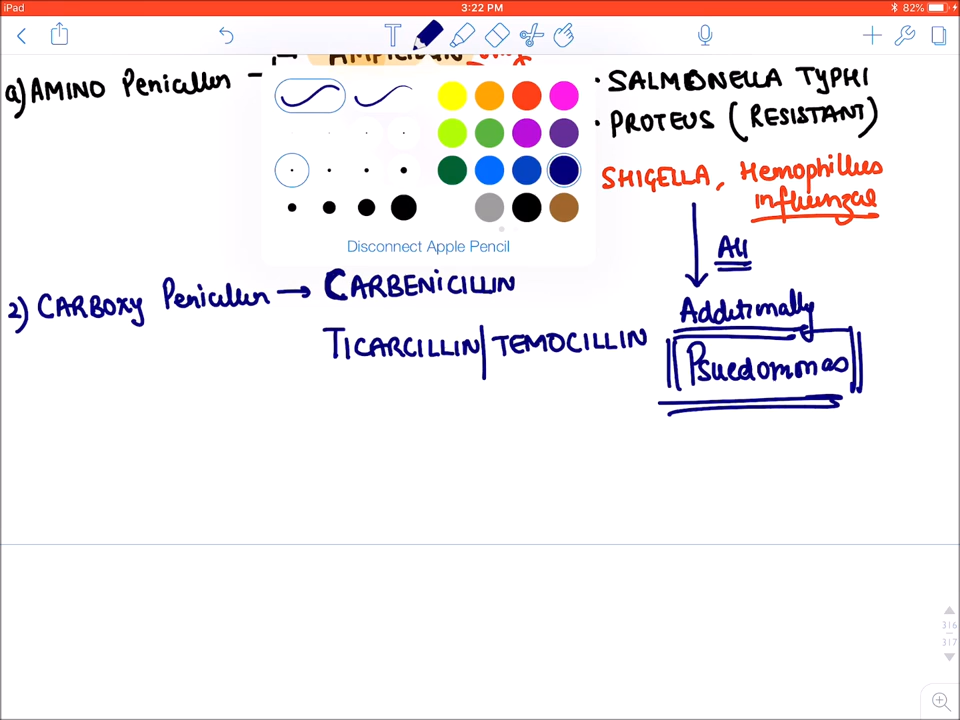 iPad 3:22 PM 82%
T
a) AMINO Penicillin –
• SALMONELLA TYPHI
• PROTEUS (RESISTANT)
SHIGELLA, Hemophillus
influenzae
All
Disconnect Apple Pencil
2) CARBOXY Penicillin → CARBENICILLIN
Additionally
TICARCILLIN | TEMOCILLIN
Psuedomonas
316
317